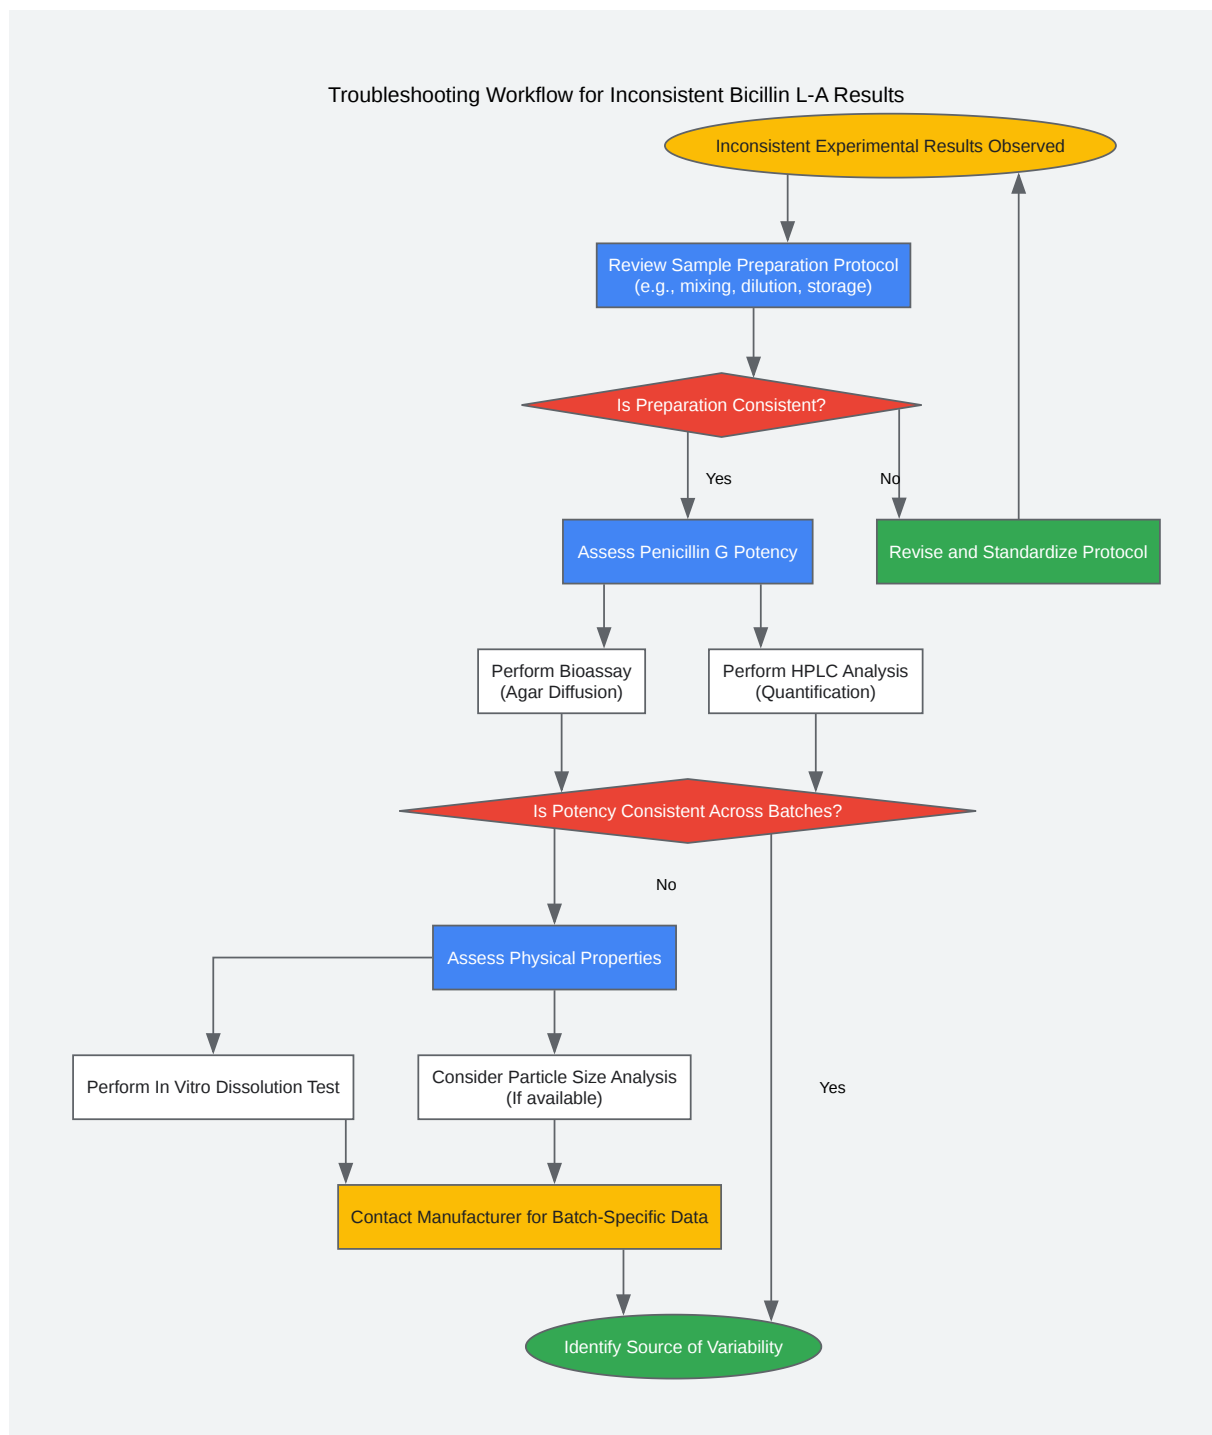 Troubleshooting Workflow for Inconsistent Bicillin L-A Results
Inconsistent Experimental Results Observed
Review Sample Preparation Protocol
(e.g., mixing, dilution, storage)
Is Preparation Consistent?
Yes
No
Assess Penicillin G Potency
Revise and Standardize Protocol
Perform Bioassay
(Agar Diffusion)
Perform HPLC Analysis
(Quantification)
Is Potency Consistent Across Batches?
No
Assess Physical Properties
Perform In Vitro Dissolution Test
Consider Particle Size Analysis
(If available)
Yes
Contact Manufacturer for Batch-Specific Data
Identify Source of Variability